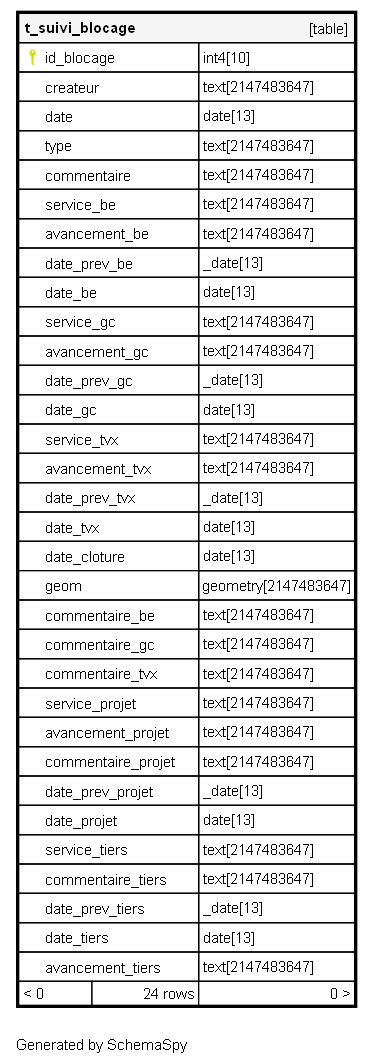 t_suivi_blocage [table]
id_blocage int4[10]
createur text[2147483647]
date date[13]
type text[2147483647]
commentaire text[2147483647]
service_be text[2147483647]
avancement_be text[2147483647]
date_prev_be _date[13]
date_be date[13]
service_gc text[2147483647]
avancement_gc text[2147483647]
date_prev_gc _date[13]
date_gc date[13]
service_tvx text[2147483647]
avancement_tvx text[2147483647]
date_prev_tvx _date[13]
date_tvx date[13]
date_cloture date[13]
geom geometry[2147483647]
commentaire_be text[2147483647]
commentaire_gc text[2147483647]
commentaire_tvx text[2147483647]
service_projet text[2147483647]
avancement_projet text[2147483647]
commentaire_projet text[2147483647]
date_prev_projet _date[13]
date_projet date[13]
service_tiers text[2147483647]
commentaire_tiers text[2147483647]
date_prev_tiers _date[13]
date_tiers date[13]
avancement_tiers text[2147483647]
< 0 24 rows 0 >
Generated by SchemaSpy